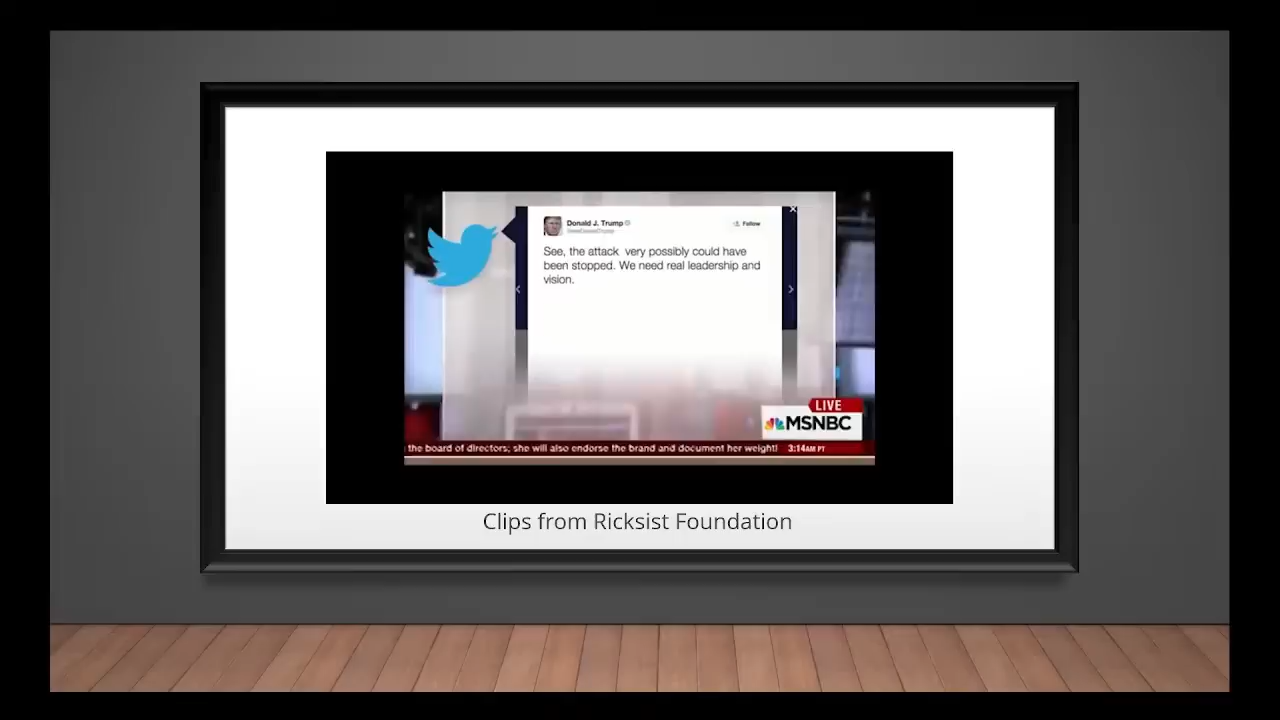 Donald J. Trump
Follow
See, the attack very possibly could have
been stopped. We need real leadership and
vision.
LIVE
MSNBC
the board of directors; she will also endorse the brand and document her weight! 3:14AM PT
Clips from Ricksist Foundation